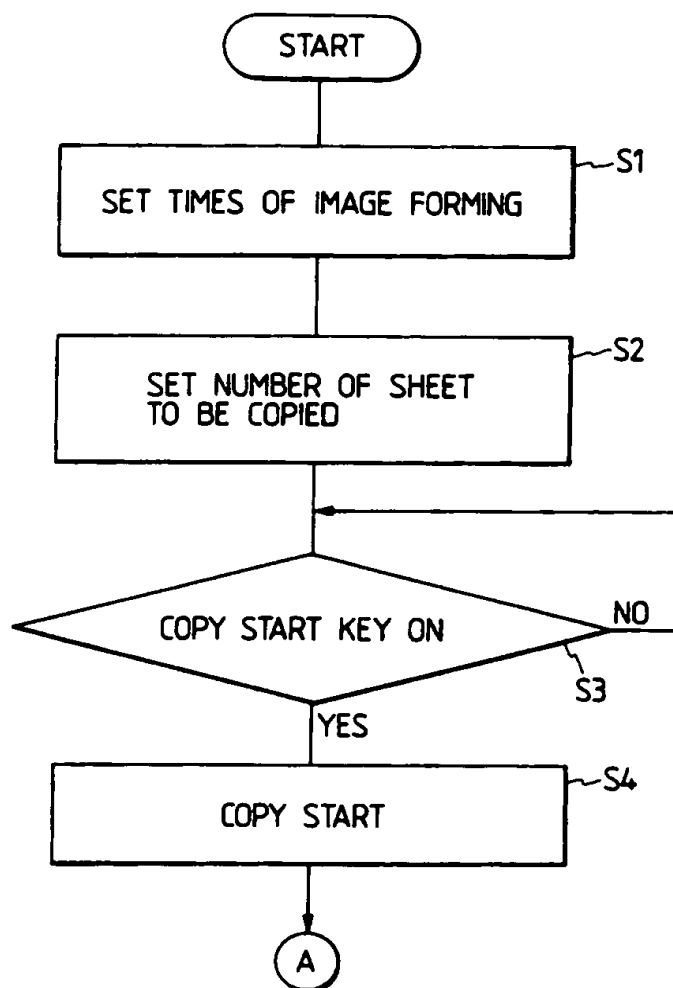 START
S1
SET TIMES OF IMAGE FORMING
S2
SET NUMBER OF SHEET
TO BE COPIED
COPY START KEY ON
NO
S3
YES
S4
COPY START
A